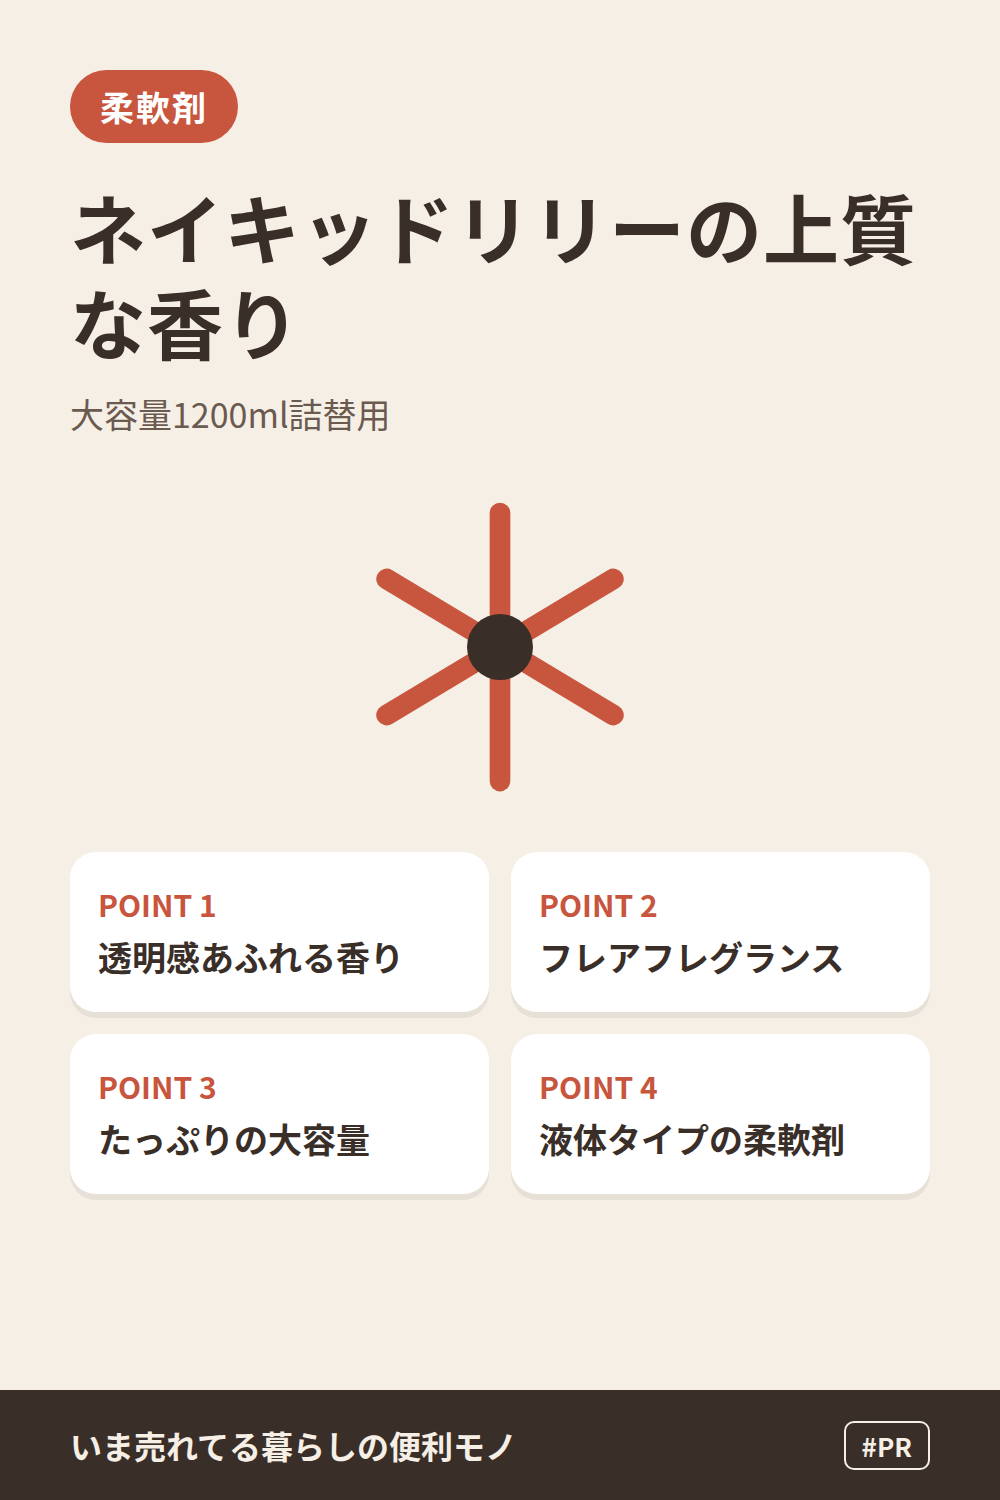 柔軟剤
ネイキッドリリーの上質
な香り
大容量1200ml詰替用
POINT 1
透明感あふれる香り
POINT 2
フレアフレグランス
POINT 3
たっぷりの大容量
POINT 4
液体タイプの柔軟剤
いま売れてる暮らしの便利モノ
#PR